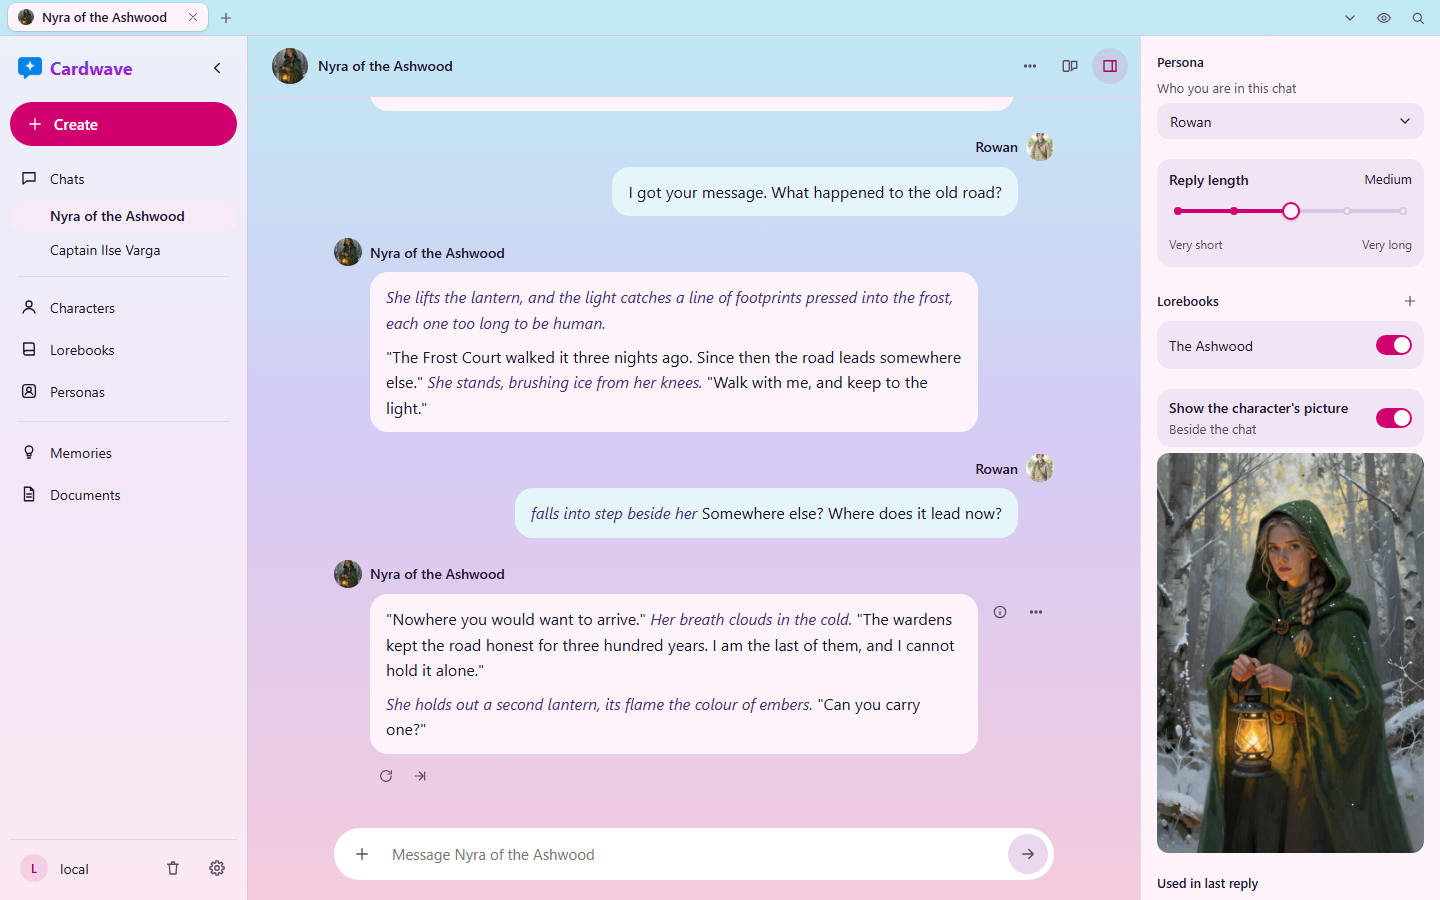 Nyra of the Ashwood
Cardwave
Create
Chats
Nyra of the Ashwood
Captain Ilse Varga
Characters
Lorebooks
Personas
Memories
Documents
L
local
Nyra of the Ashwood
Rowan
I got your message. What happened to the old road?
Nyra of the Ashwood
She lifts the lantern, and the light catches a line of footprints pressed into the frost,
each one too long to be human.
"The Frost Court walked it three nights ago. Since then the road leads somewhere
else." She stands, brushing ice from her knees. "Walk with me, and keep to the
light."
Rowan
falls into step beside her Somewhere else? Where does it lead now?
Nyra of the Ashwood
"Nowhere you would want to arrive." Her breath clouds in the cold. "The wardens
kept the road honest for three hundred years. I am the last of them, and I cannot
hold it alone."
She holds out a second lantern, its flame the colour of embers. "Can you carry
one?"
Message Nyra of the Ashwood
Persona
Who you are in this chat
Rowan
Reply length
Medium
Very short
Very long
Lorebooks
The Ashwood
Show the character's picture
Beside the chat
Used in last reply